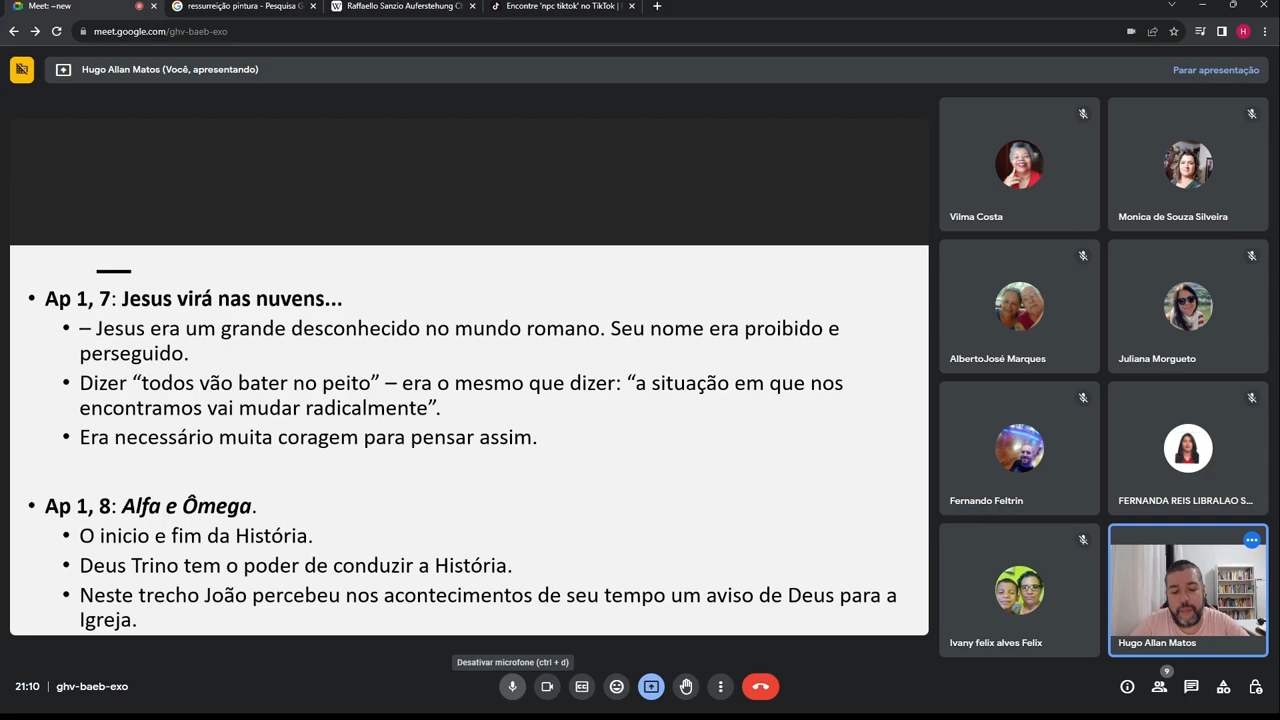 Meet: ~new
ressurreição pintura - Pesquisa G
Raffaello Sanzio Auferstehung C
Encontre 'npc tiktok' no TikTok |
meet.google.com/ghv-baeb-exo
H
Hugo Allan Matos (Você, apresentando)
Parar apresentação
• Ap 1, 7: Jesus virá nas nuvens...
• – Jesus era um grande desconhecido no mundo romano. Seu nome era proibido e
perseguido.
• Dizer “todos vão bater no peito” – era o mesmo que dizer: “a situação em que nos
encontramos vai mudar radicalmente”.
• Era necessário muita coragem para pensar assim.
• Ap 1, 8: Alfa e Ômega.
• O inicio e fim da História.
• Deus Trino tem o poder de conduzir a História.
• Neste trecho João percebeu nos acontecimentos de seu tempo um aviso de Deus para a
Igreja.
Vilma Costa
Monica de Souza Silveira
AlbertoJosé Marques
Juliana Morgueto
Fernando Feltrin
FERNANDA REIS LIBRALAO S...
Ivany felix alves Felix
Hugo Allan Matos
Desativar microfone (ctrl + d)
21:10 | ghv-baeb-exo
9